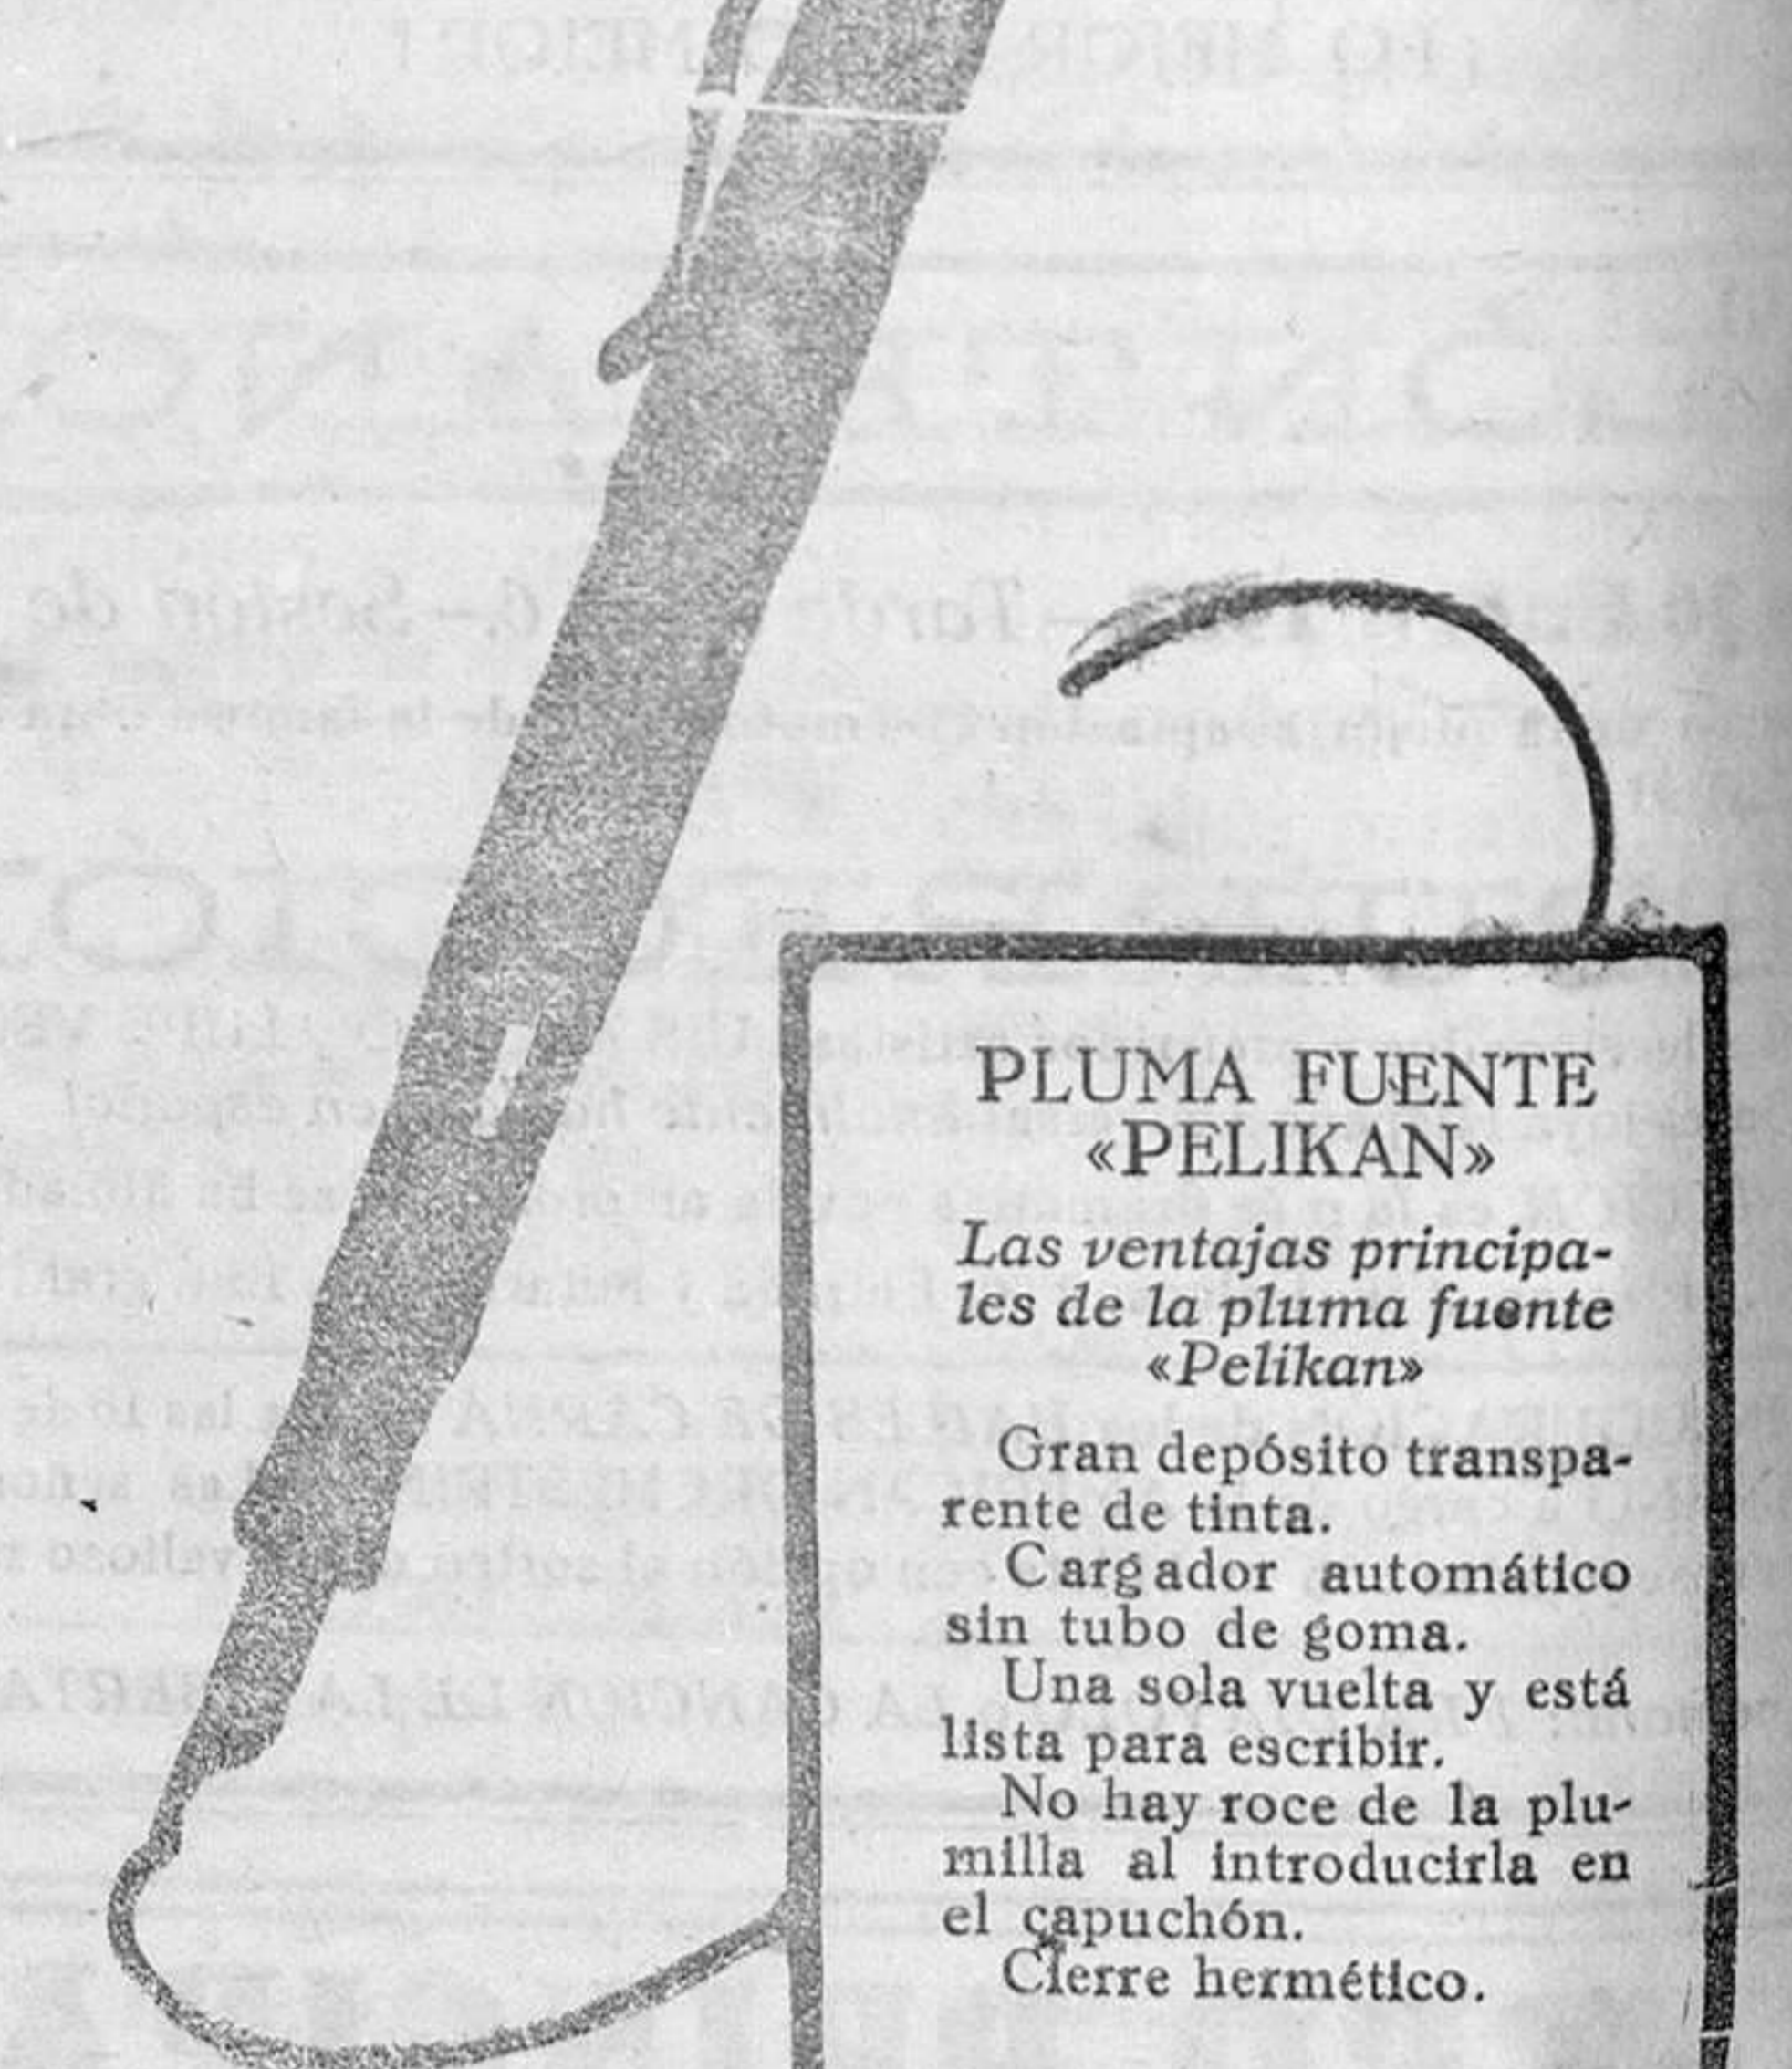 PLUMA FUENTE
«PELIKAN»
Las ventajas principa-
les de la pluma fuente
«Pelikan»
Gran depósito transpa-
rente de tinta.
Cargador automático
sin tubo de goma.
Una sola vuelta y está
lista para escribir.
No hay roce de la plu-
milla al introducirla en
el capuchón.
Cierre hermético.